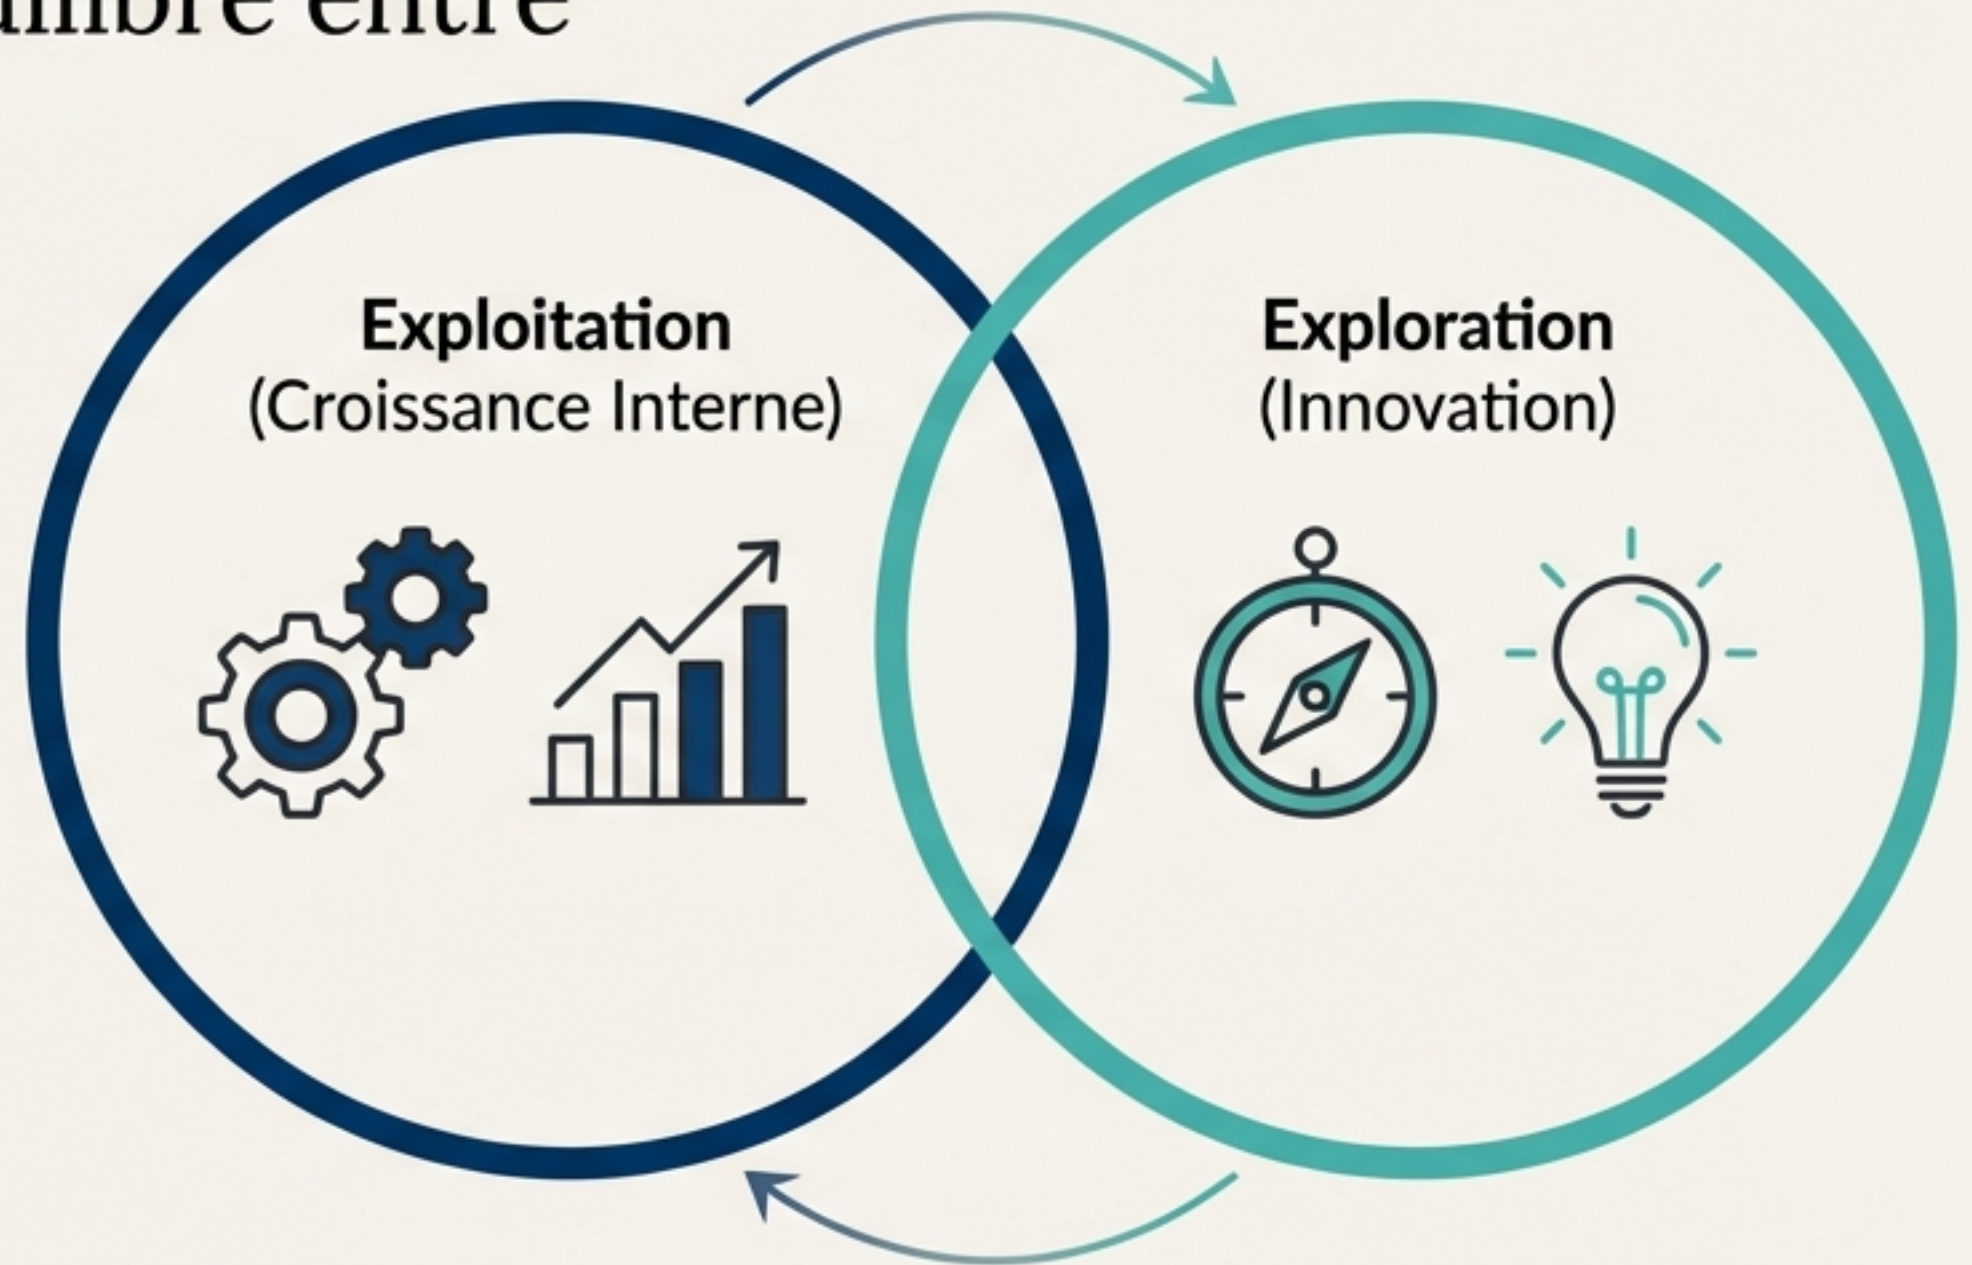 entre
Exploitation
(Croissance Interne)
Exploration
(Innovation)